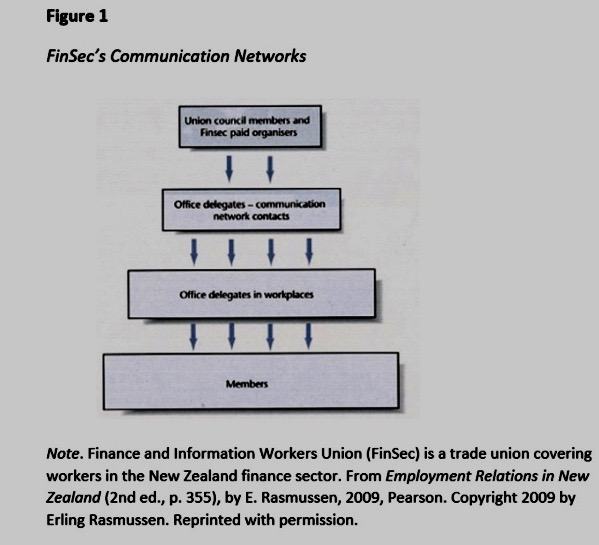 Figure 1
FinSec's Communication Networks
Union council members and
Finsec paid organisers
Office delegates – communication
network contacts
Office delegates in workplaces
Members
Note. Finance and Information Workers Union (FinSec) is a trade union covering
workers in the New Zealand finance sector. From Employment Relations in New
Zealand (2nd ed., p. 355), by E. Rasmussen, 2009, Pearson. Copyright 2009 by
Erling Rasmussen. Reprinted with permission.